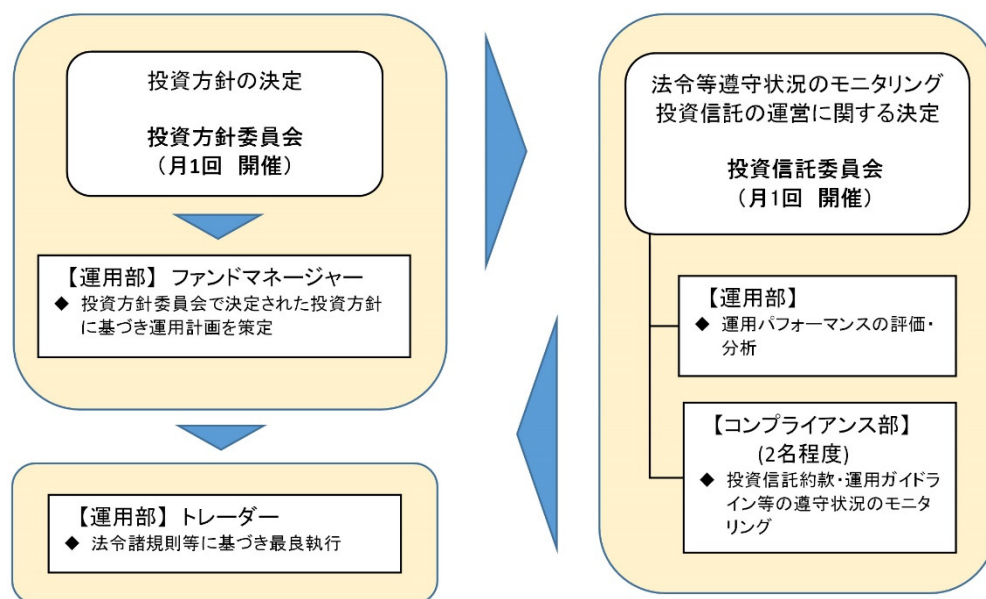 投資方針の決定
投資方針委員会
（月1回　開催）
【運用部】 ファンドマネージャー
◆ 投資方針委員会で決定された投資方針
に基づき運用計画を策定
【運用部】 トレーダー
◆ 法令諸規則等に基づき最良執行
法令等遵守状況のモニタリング
投資信託の運営に関する決定
投資信託委員会
（月1回　開催）
【運用部】
◆ 運用パフォーマンスの評価・
分析
【コンプライアンス部】
(2名程度)
◆ 投資信託約款・運用ガイドラ
イン等の遵守状況のモニタ
リング